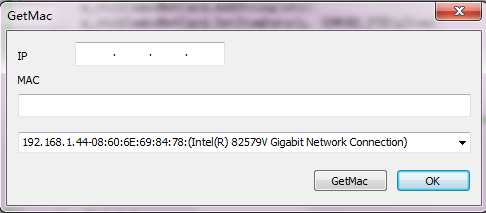 GetMac
IP
. . .
MAC
192.168.1.44-08:60:6E:69:84:78:(Intel(R) 82579V Gigabit Network Connection)
GetMac
OK